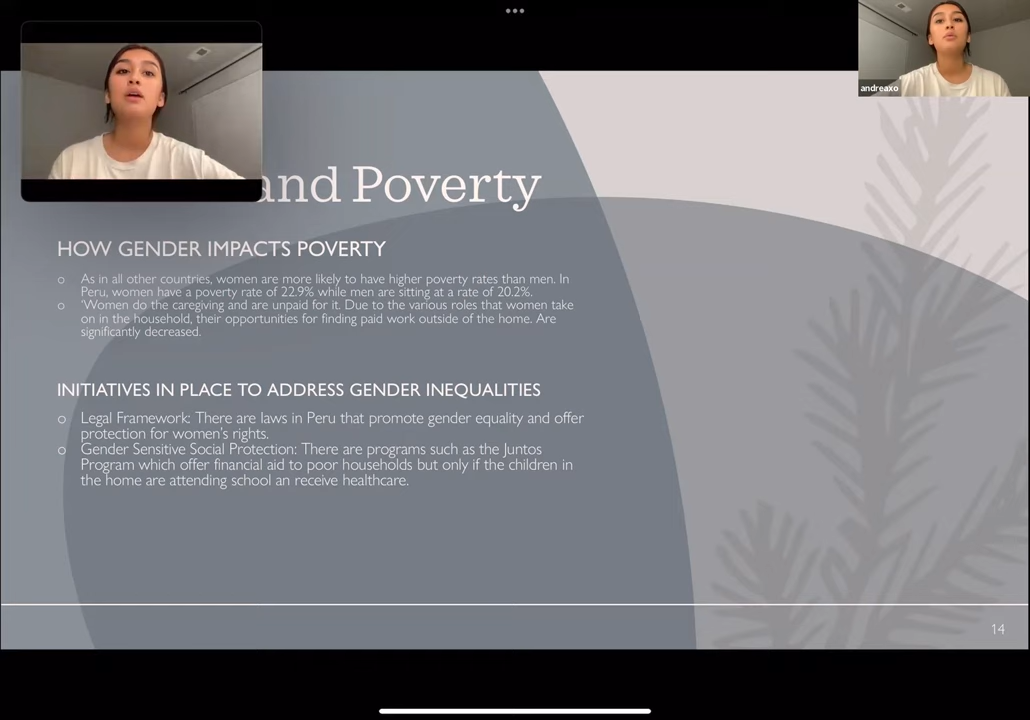 andreaxo
and Poverty
HOW GENDER IMPACTS POVERTY
o As in all other countries, women are more likely to have higher poverty rates than men. In
Peru, women have a poverty rate of 22.9% while men are sitting at a rate of 20.2%.
o 'Women do the caregiving and are unpaid for it. Due to the various roles that women take
on in the household, their opportunities for finding paid work outside of the home. Are
significantly decreased.
INITIATIVES IN PLACE TO ADDRESS GENDER INEQUALITIES
o Legal Framework: There are laws in Peru that promote gender equality and offer
protection for women's rights.
o Gender Sensitive Social Protection: There are programs such as the Juntos
Program which offer financial aid to poor households but only if the children in
the home are attending school an receive healthcare.
14